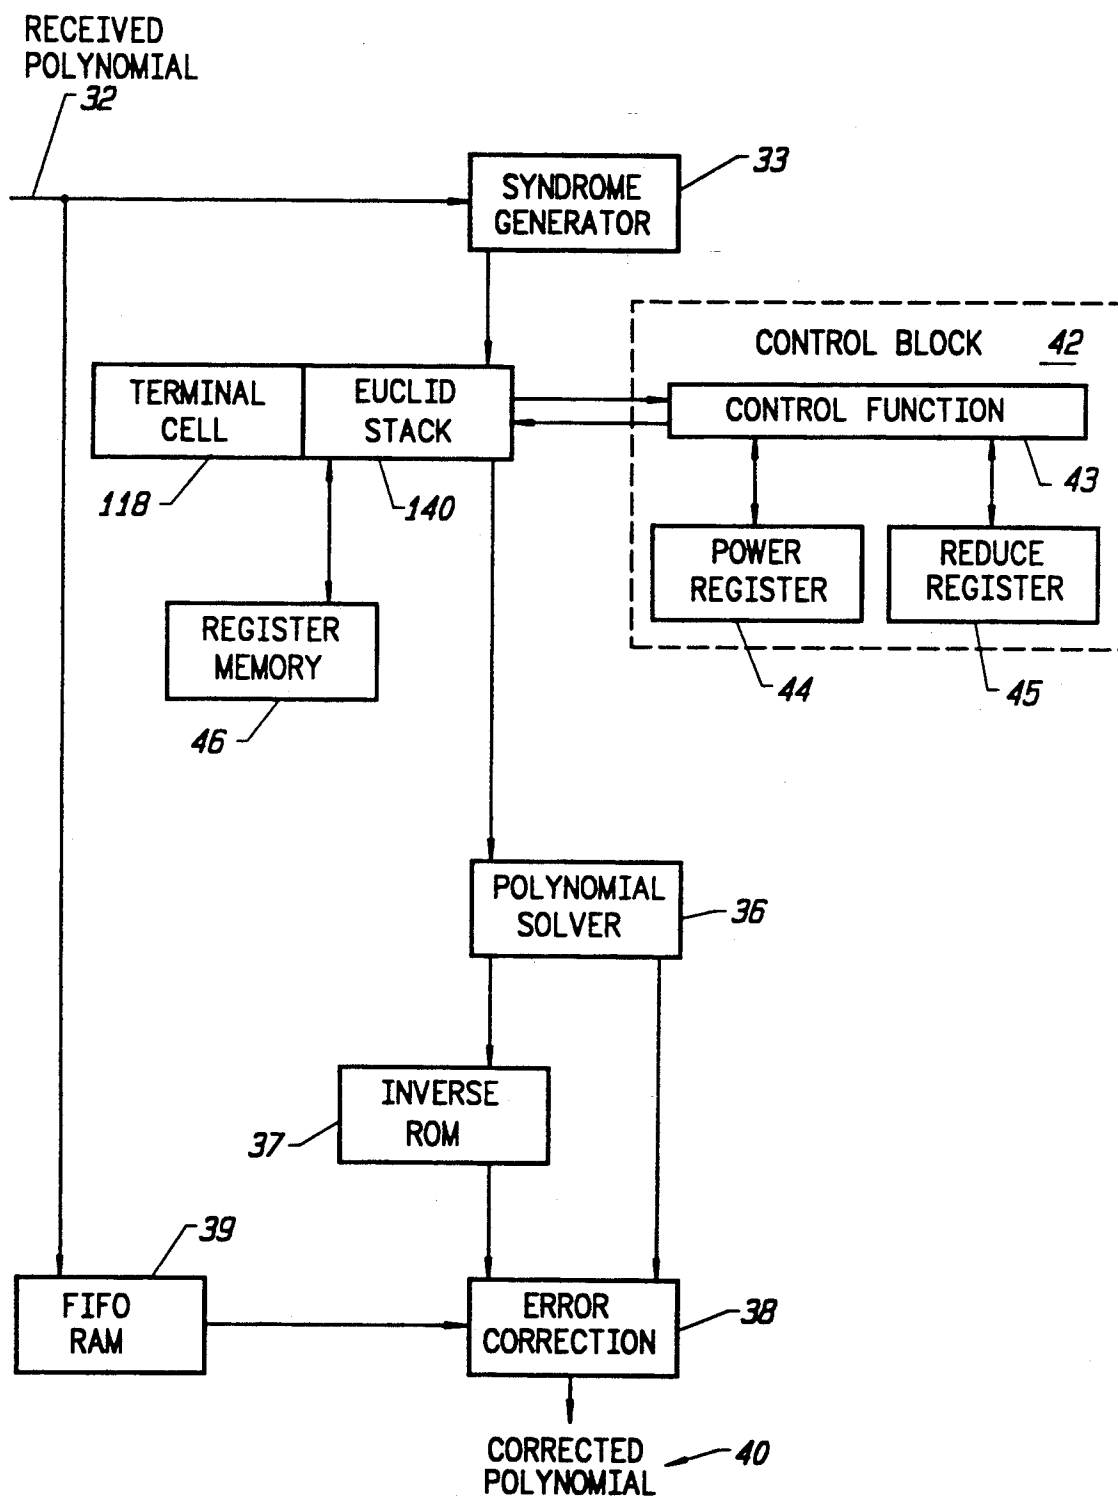 RECEIVED
POLYNOMIAL
32
33
SYNDROME
GENERATOR
CONTROL BLOCK 42
TERMINAL
CELL
EUCLID
STACK
CONTROL FUNCTION
118
140
43
POWER
REGISTER
REDUCE
REGISTER
REGISTER
MEMORY
44
45
46
POLYNOMIAL
SOLVER
36
INVERSE
ROM
37
39
FIFO
RAM
ERROR
CORRECTION
38
CORRECTED
POLYNOMIAL
40